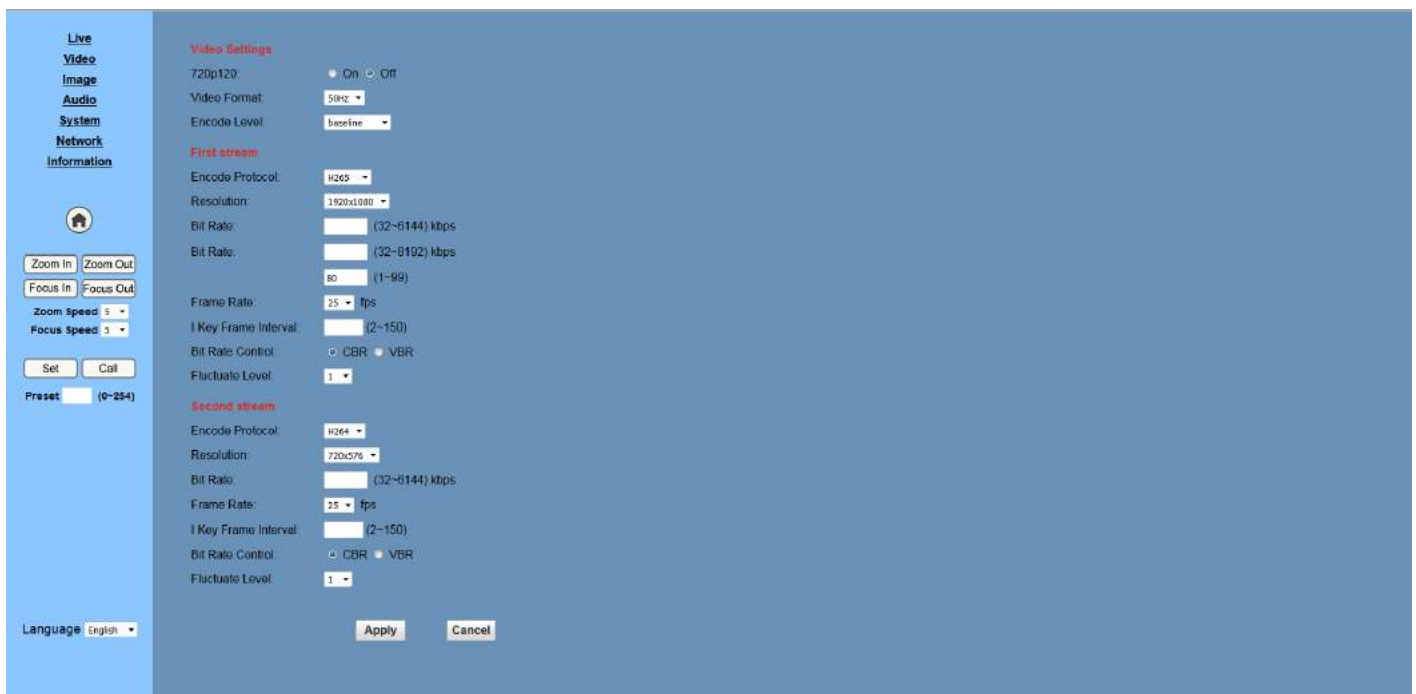 Live
Video
Image
Audio
System
Network
Information
Zoom In Zoom Out
Focus In Focus Out
Zoom Speed 5
Focus Speed 5
Set Call
Preset (0~254)
Language English
Video Settings
720p120: On Off
Video Format: 50Hz
Encode Level: baseline
First stream
Encode Protocol: H265
Resolution: 1920x1080
Bit Rate: (32~6144) kbps
Bit Rate: (32~8192) kbps
80 (1~99)
Frame Rate: 25 fps
I Key Frame Interval: (2~150)
Bit Rate Control: CBR VBR
Fluctuate Level: 1
Second stream
Encode Protocol: H264
Resolution: 720x576
Bit Rate: (32~6144) kbps
Frame Rate: 25 fps
I Key Frame Interval: (2~150)
Bit Rate Control: CBR VBR
Fluctuate Level: 1
Apply Cancel